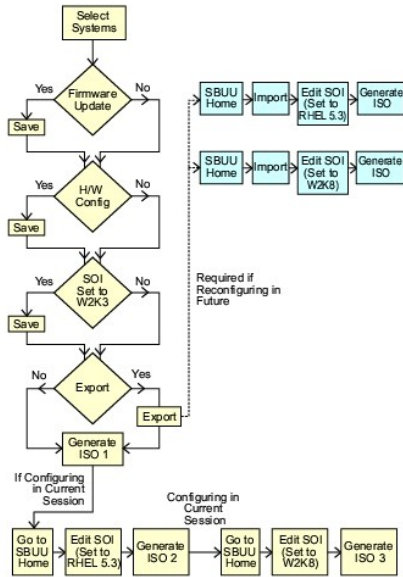 Select
Systems
Yes
Firmware
Update
No
Save
Yes
H/W
Config
No
Save
Yes
SOI
Set to
W2K3
No
Save
No
Export
Yes
Export
Generate
ISO 1
SBUU
Home
Import
Edit SOI
(Set to
RHEL 5.3)
Generate
ISO
SBUU
Home
Import
Edit SOI
(Set to
W2K8)
Generate
ISO
Required if
Reconfiguring in
Future
If Configuring
in Current
Session
Configuring in
Current
Session
Go to
SBUU
Home
Edit SOI
(Set to
RHEL 5.3)
Generate
ISO 2
Go to
SBUU
Home
Edit SOI
(Set to
W2K8)
Generate
ISO 3